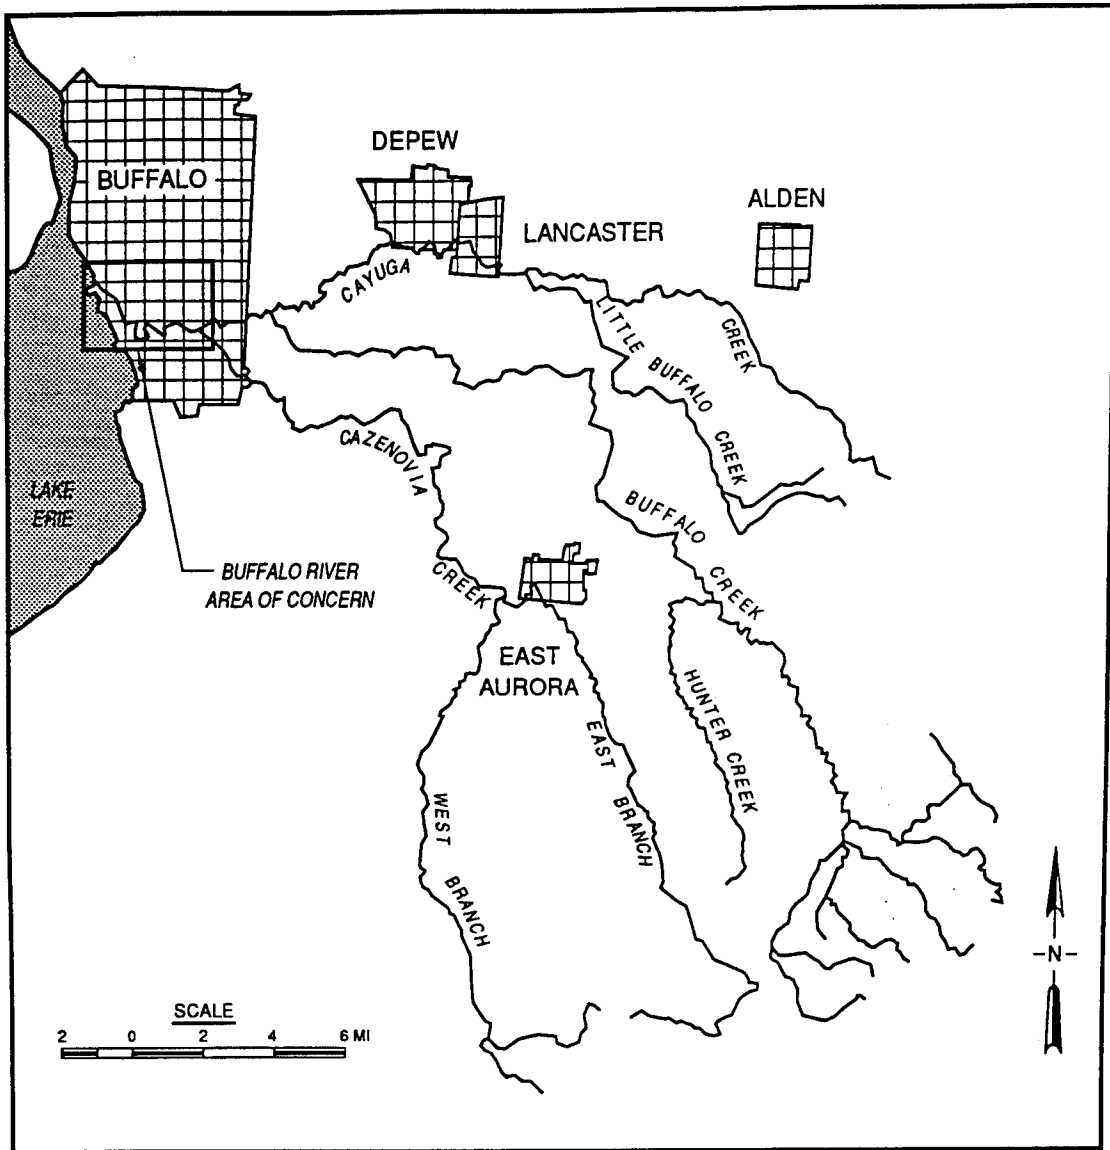 DEPEW
BUFFALO
ALDEN
LANCASTER
CAYUGA
CREEK
LITTLE BUFFALO CREEK
CAZENOVIA
CREEK
LAKE
ERIE
BUFFALO CREEK
BUFFALO RIVER
AREA OF CONCERN
EAST
AURORA
HUNTER CREEK
EAST BRANCH
WEST BRANCH
-N-
SCALE
2 0 2 4 6 MI